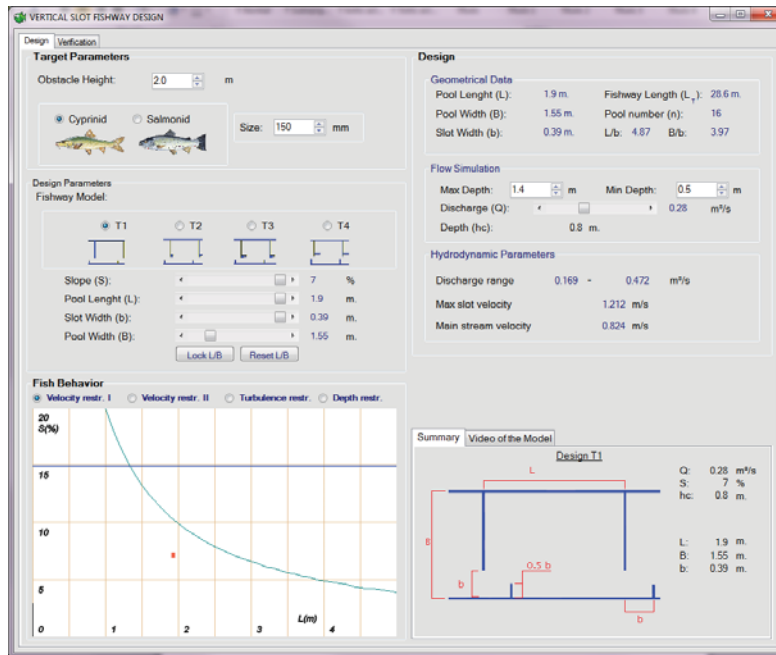 VERTICAL SLOT FISHWAY DESIGN
Design Verification
Target Parameters
Obstacle Height: 2.0 m
Cyprinid Salmonid
Size: 150 mm
Design Parameters
Fishway Model:
T1 T2 T3 T4
Slope (S): 7 %
Pool Lenght (L): 1.9 m.
Slot Width (b): 0.39 m.
Pool Width (B): 1.55 m.
Lock L/B Reset L/B
Fish Behavior
Velocity restr. I Velocity restr. II Turbulence restr. Depth restr.
20
S(%)
15
10
5
L(m)
0 1 2 3 4
Design
Geometrical Data
Pool Lenght (L): 1.9 m. Fishway Length (LT): 28.6 m.
Pool Width (B): 1.55 m. Pool number (n): 16
Slot Width (b): 0.39 m. L/b: 4.87 B/b: 3.97
Flow Simulation
Max Depth: 1.4 m Min Depth: 0.5 m
Discharge (Q): 0.28 m³/s
Depth (hc): 0.8 m.
Hydrodynamic Parameters
Discharge range 0.169 - 0.472 m³/s
Max slot velocity 1.212 m/s
Main stream velocity 0.824 m/s
Summary Video of the Model
Design T1
L
B
b
0.5 b
b
Q: 0.28 m³/s
S: 7 %
hc: 0.8 m.
L: 1.9 m.
B: 1.55 m.
b: 0.39 m.